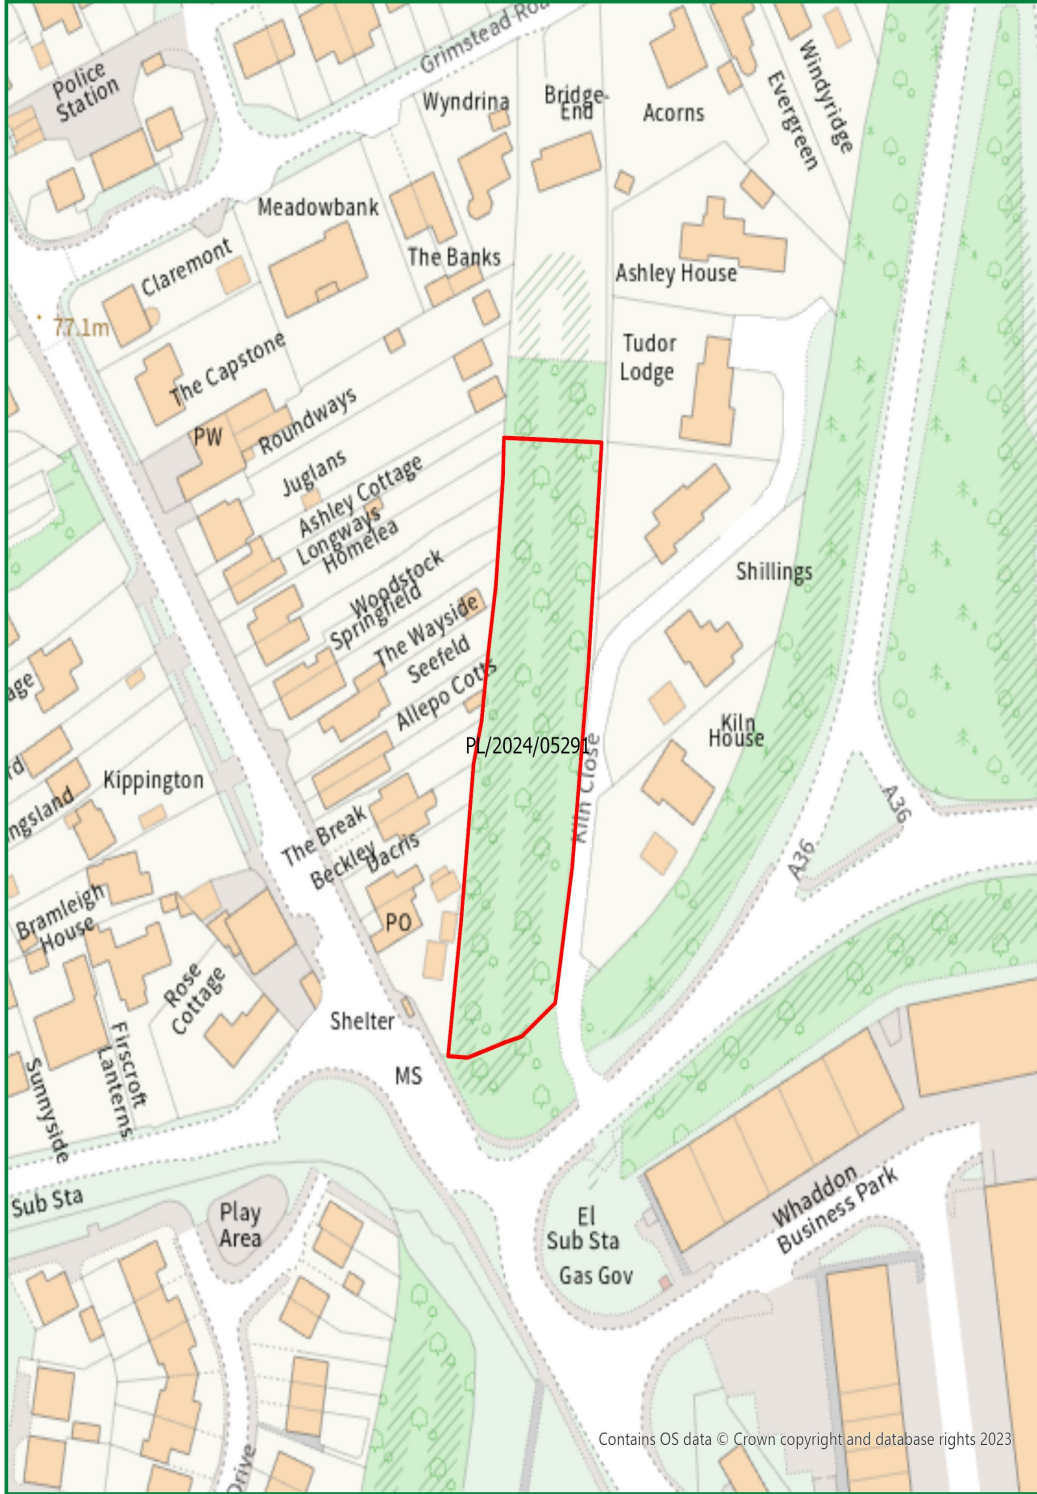 Grimstead Roa
Police
Station
Wyndrina
Bridge-
End
Acorns
Windyridge
Evergreen
Meadowbank
Claremont
The Banks
Ashley House
77.1m
The Capstone
Tudor
Lodge
PW
Roundways
Juglans
Ashley Cottage
Longways
Homelea
Woodstock
Springfield
The Wayside
Seefeld
Allepo Cotts
Shillings
age
PL/2024/05291
Kiln Close
Kiln
House
rd
Kippington
ngsland
The Break
Beckley
Dacris
A36
A36
Bramleigh
House
PO
Rose
Cottage
Shelter
MS
Firscroft
Lanterns
Sunnyside
Sub Sta
Play
Area
El
Sub Sta
Gas Gov
Whaddon
Business Park
Drive
Contains OS data © Crown copyright and database rights 2023